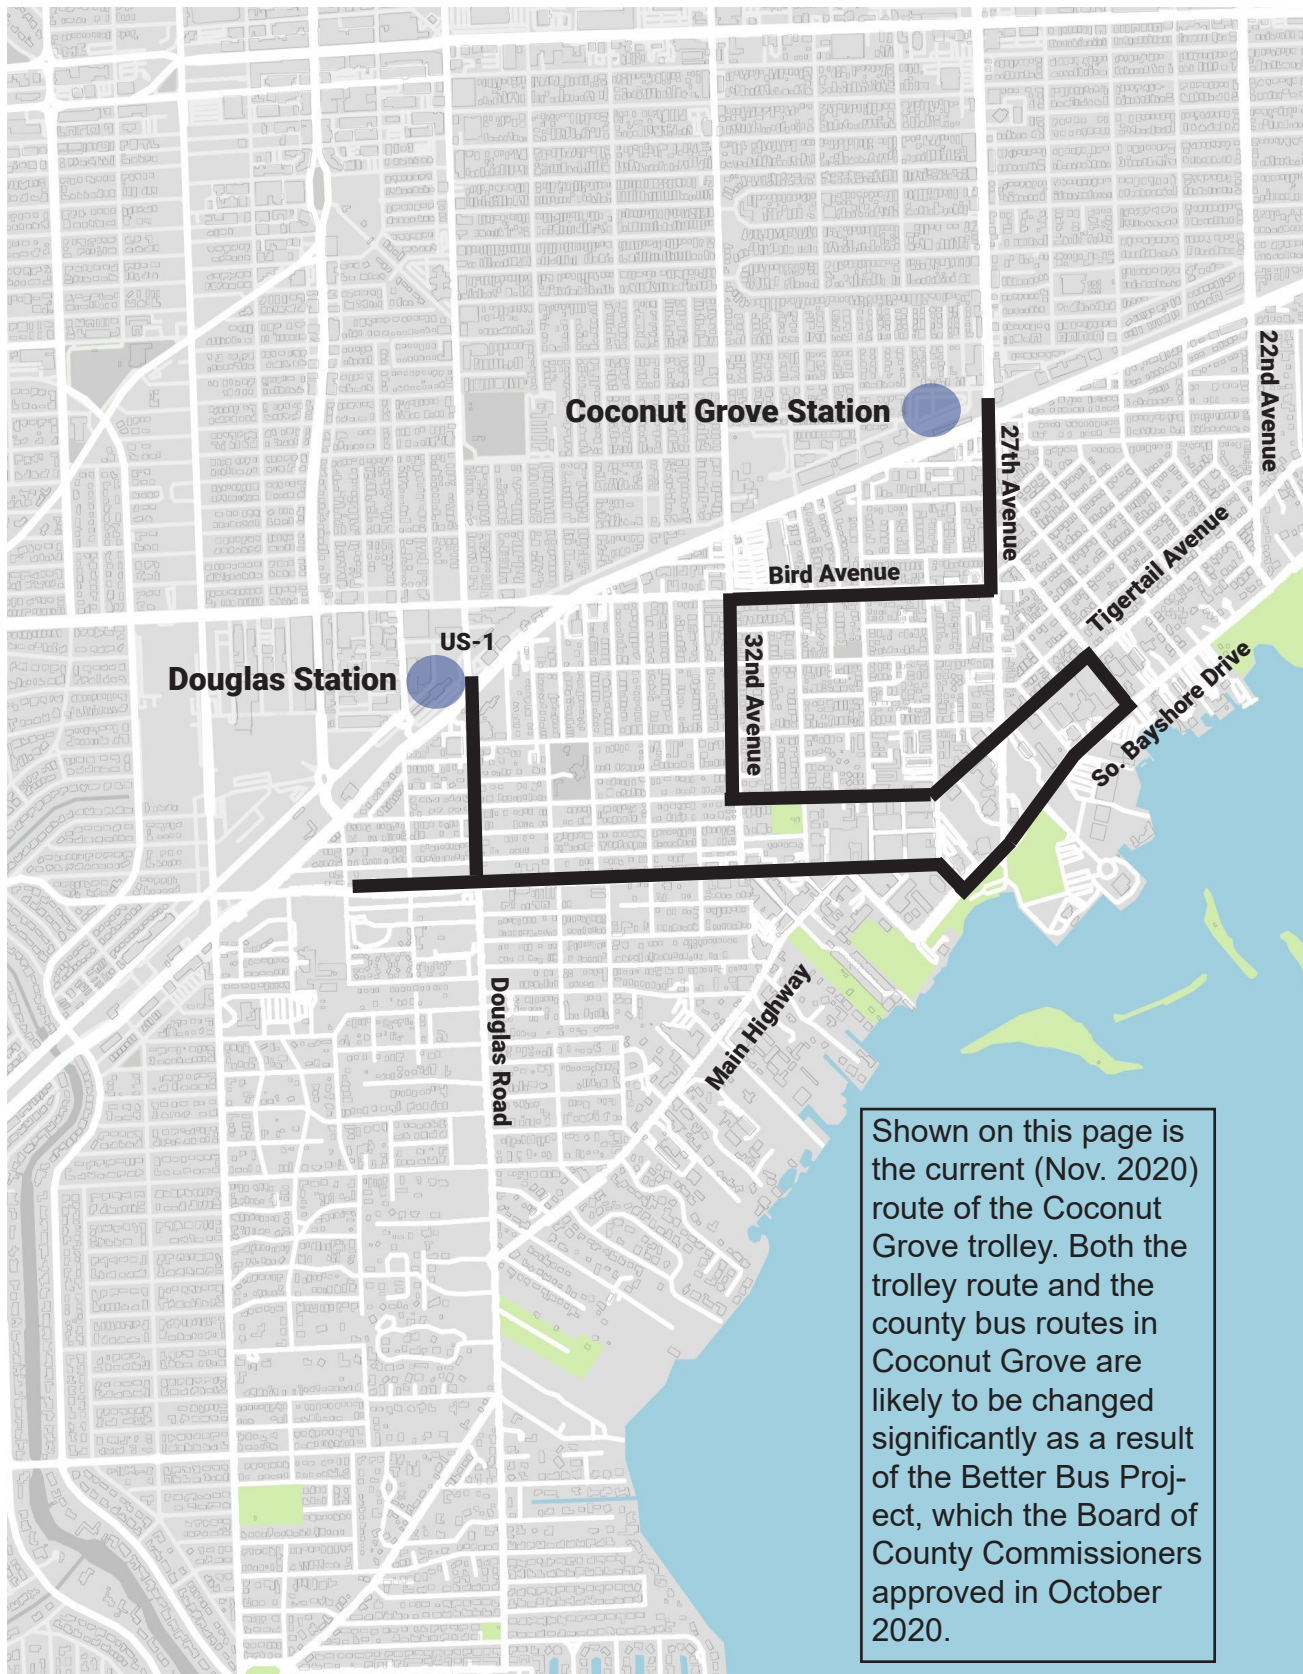 22nd Avenue
Coconut Grove Station
27th Avenue
Tigertail Avenue
Bird Avenue
US-1
32nd Avenue
Douglas Station
So. Bayshore Drive
Main Highway
Douglas Road
Shown on this page is
the current (Nov. 2020)
route of the Coconut
Grove trolley. Both the
trolley route and the
county bus routes in
Coconut Grove are
likely to be changed
significantly as a result
of the Better Bus Proj-
ect, which the Board of
County Commissioners
approved in October
2020.